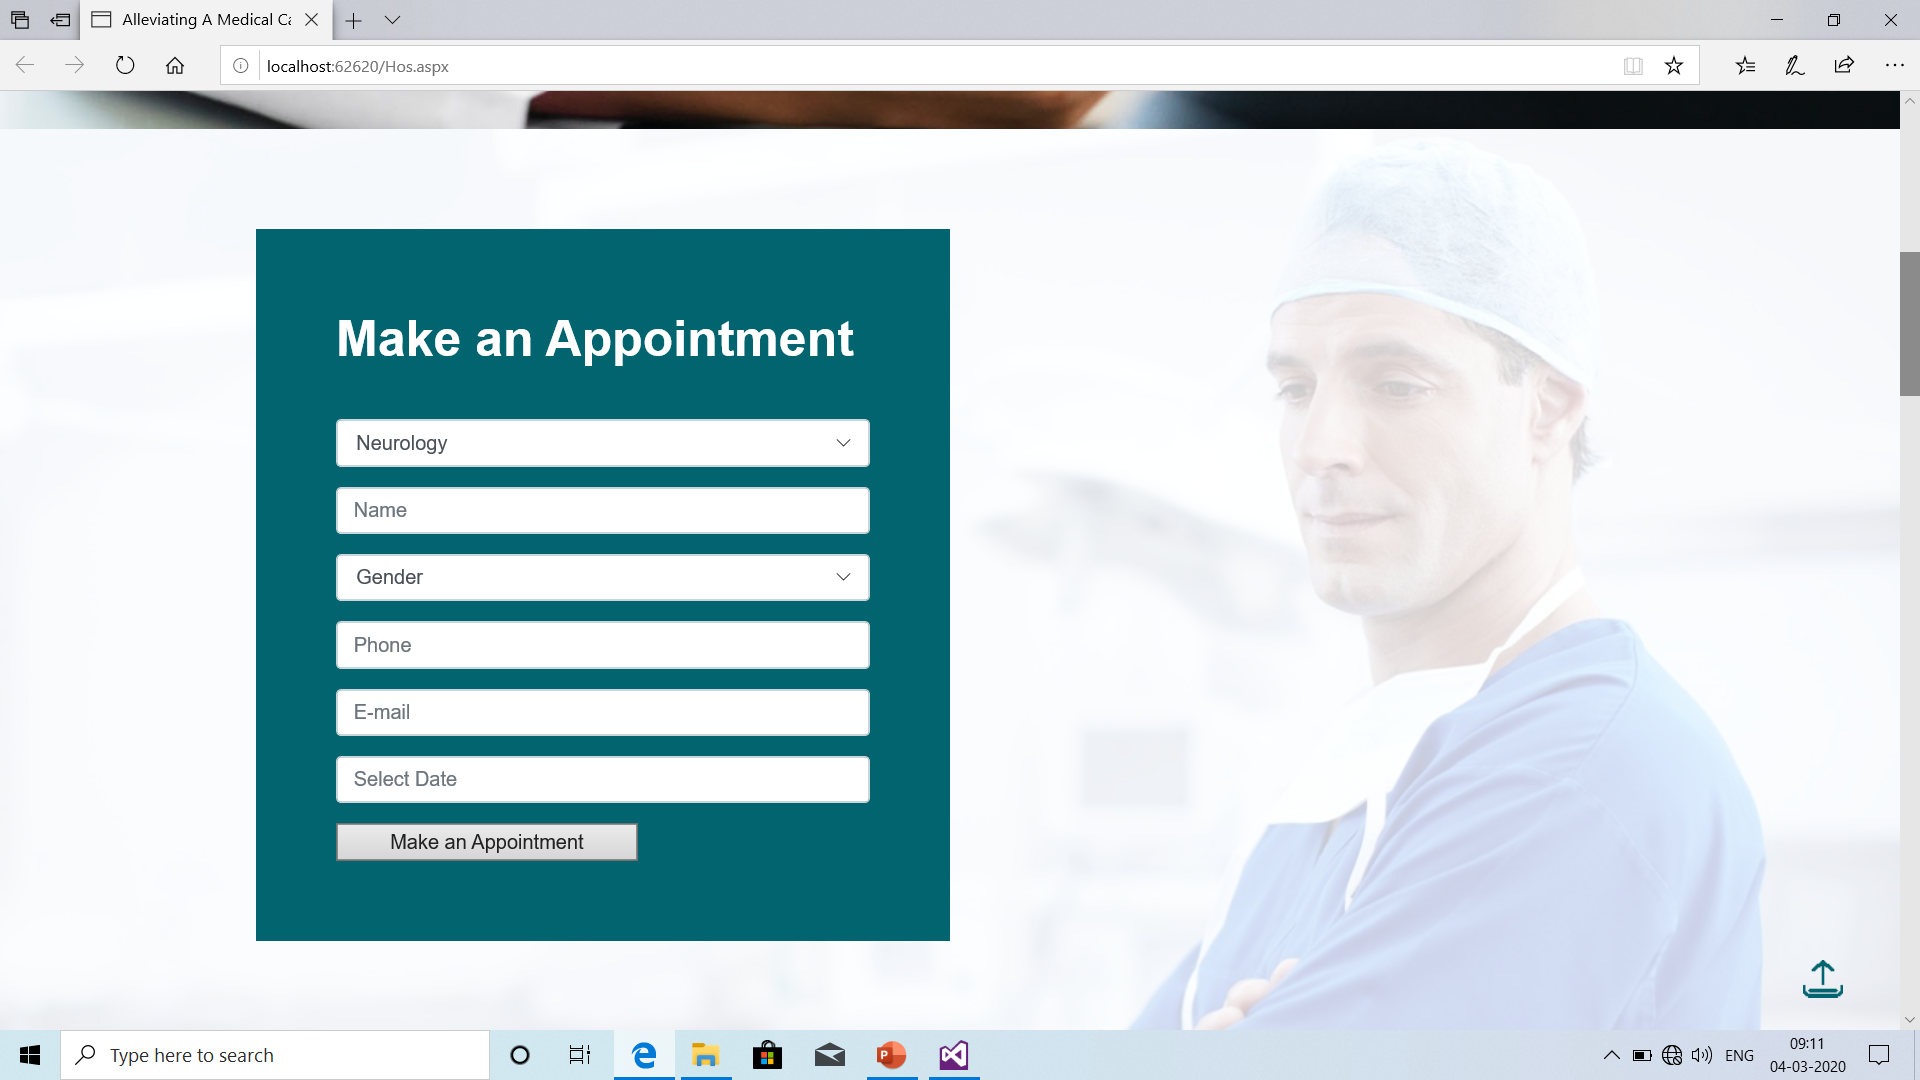 Alleviating A Medical Ca
localhost:62620/Hos.aspx
Make an Appointment
Neurology
Name
Gender
Phone
E-mail
Select Date
Make an Appointment
Type here to search
ENG
09:11
04-03-2020